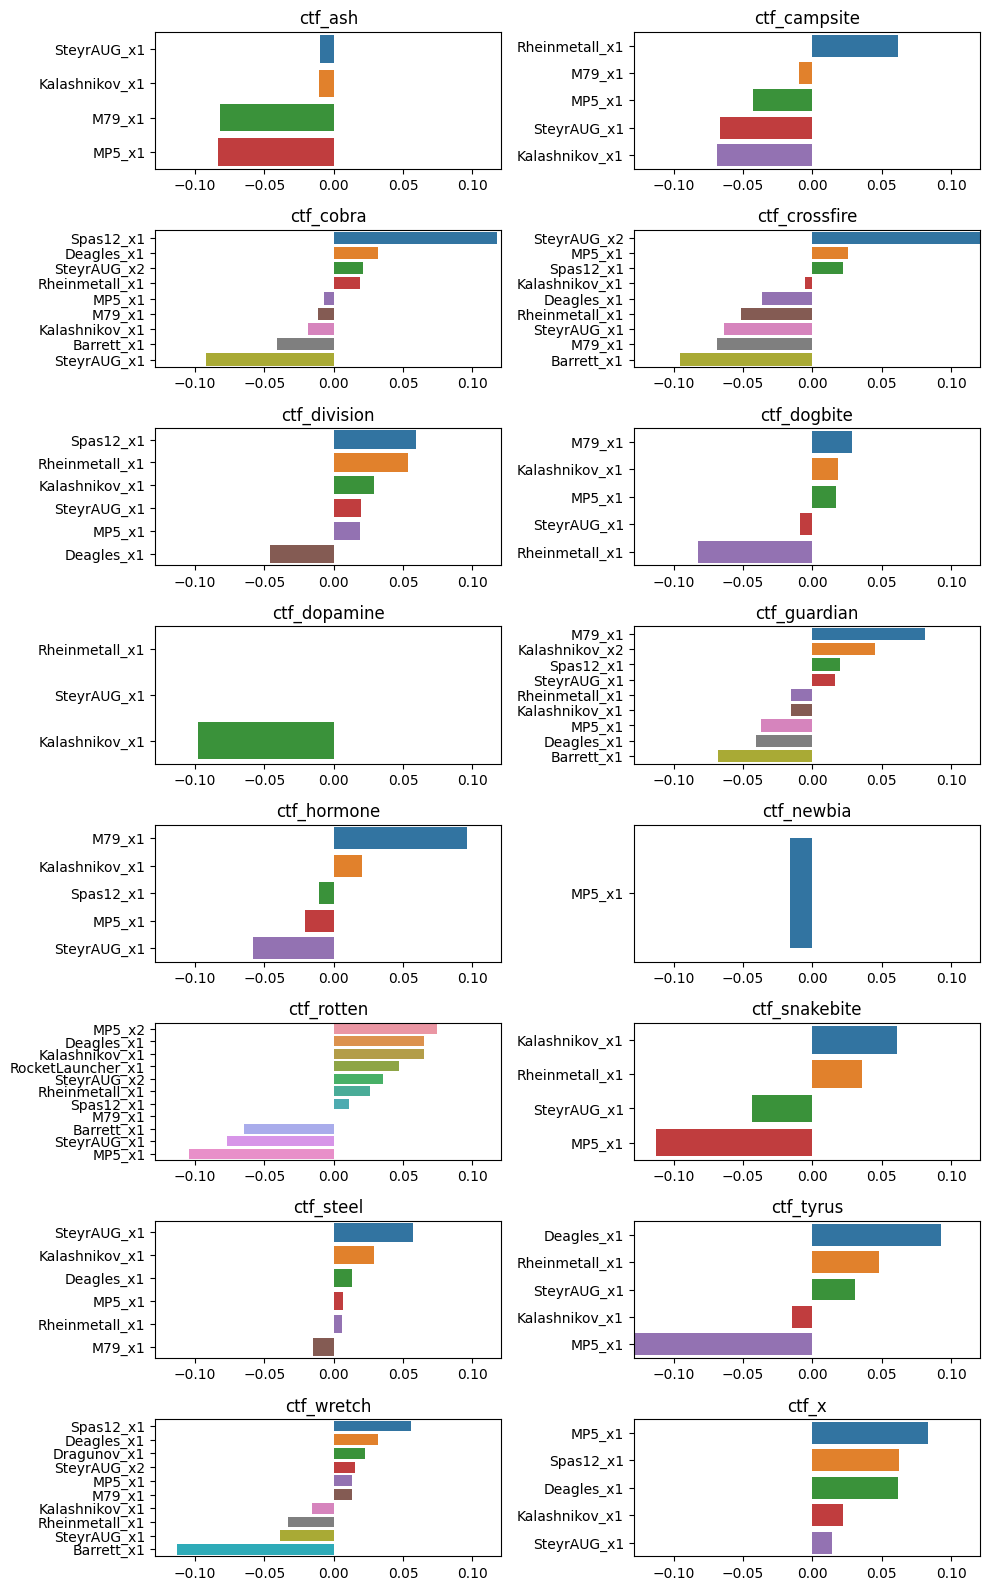 ctf_ash
SteyrAUG_x1
Kalashnikov_x1
M79_x1
MP5_x1
−0.10 −0.05 0.00 0.05 0.10
ctf_campsite
Rheinmetall_x1
M79_x1
MP5_x1
SteyrAUG_x1
Kalashnikov_x1
−0.10 −0.05 0.00 0.05 0.10
ctf_cobra
Spas12_x1
Deagles_x1
SteyrAUG_x2
Rheinmetall_x1
MP5_x1
M79_x1
Kalashnikov_x1
Barrett_x1
SteyrAUG_x1
−0.10 −0.05 0.00 0.05 0.10
ctf_crossfire
SteyrAUG_x2
MP5_x1
Spas12_x1
Kalashnikov_x1
Deagles_x1
Rheinmetall_x1
SteyrAUG_x1
M79_x1
Barrett_x1
−0.10 −0.05 0.00 0.05 0.10
ctf_division
Spas12_x1
Rheinmetall_x1
Kalashnikov_x1
SteyrAUG_x1
MP5_x1
Deagles_x1
−0.10 −0.05 0.00 0.05 0.10
ctf_dogbite
M79_x1
Kalashnikov_x1
MP5_x1
SteyrAUG_x1
Rheinmetall_x1
−0.10 −0.05 0.00 0.05 0.10
ctf_dopamine
Rheinmetall_x1
SteyrAUG_x1
Kalashnikov_x1
−0.10 −0.05 0.00 0.05 0.10
ctf_guardian
M79_x1
Kalashnikov_x2
Spas12_x1
SteyrAUG_x1
Rheinmetall_x1
Kalashnikov_x1
MP5_x1
Deagles_x1
Barrett_x1
−0.10 −0.05 0.00 0.05 0.10
ctf_hormone
M79_x1
Kalashnikov_x1
Spas12_x1
MP5_x1
SteyrAUG_x1
−0.10 −0.05 0.00 0.05 0.10
ctf_newbia
MP5_x1
−0.10 −0.05 0.00 0.05 0.10
ctf_rotten
MP5_x2
Deagles_x1
Kalashnikov_x1
RocketLauncher_x1
SteyrAUG_x2
Rheinmetall_x1
Spas12_x1
M79_x1
Barrett_x1
SteyrAUG_x1
MP5_x1
−0.10 −0.05 0.00 0.05 0.10
ctf_snakebite
Kalashnikov_x1
Rheinmetall_x1
SteyrAUG_x1
MP5_x1
−0.10 −0.05 0.00 0.05 0.10
ctf_steel
SteyrAUG_x1
Kalashnikov_x1
Deagles_x1
MP5_x1
Rheinmetall_x1
M79_x1
−0.10 −0.05 0.00 0.05 0.10
ctf_tyrus
Deagles_x1
Rheinmetall_x1
SteyrAUG_x1
Kalashnikov_x1
MP5_x1
−0.10 −0.05 0.00 0.05 0.10
ctf_wretch
Spas12_x1
Deagles_x1
Dragunov_x1
SteyrAUG_x2
MP5_x1
M79_x1
Kalashnikov_x1
Rheinmetall_x1
SteyrAUG_x1
Barrett_x1
−0.10 −0.05 0.00 0.05 0.10
ctf_x
MP5_x1
Spas12_x1
Deagles_x1
Kalashnikov_x1
SteyrAUG_x1
−0.10 −0.05 0.00 0.05 0.10